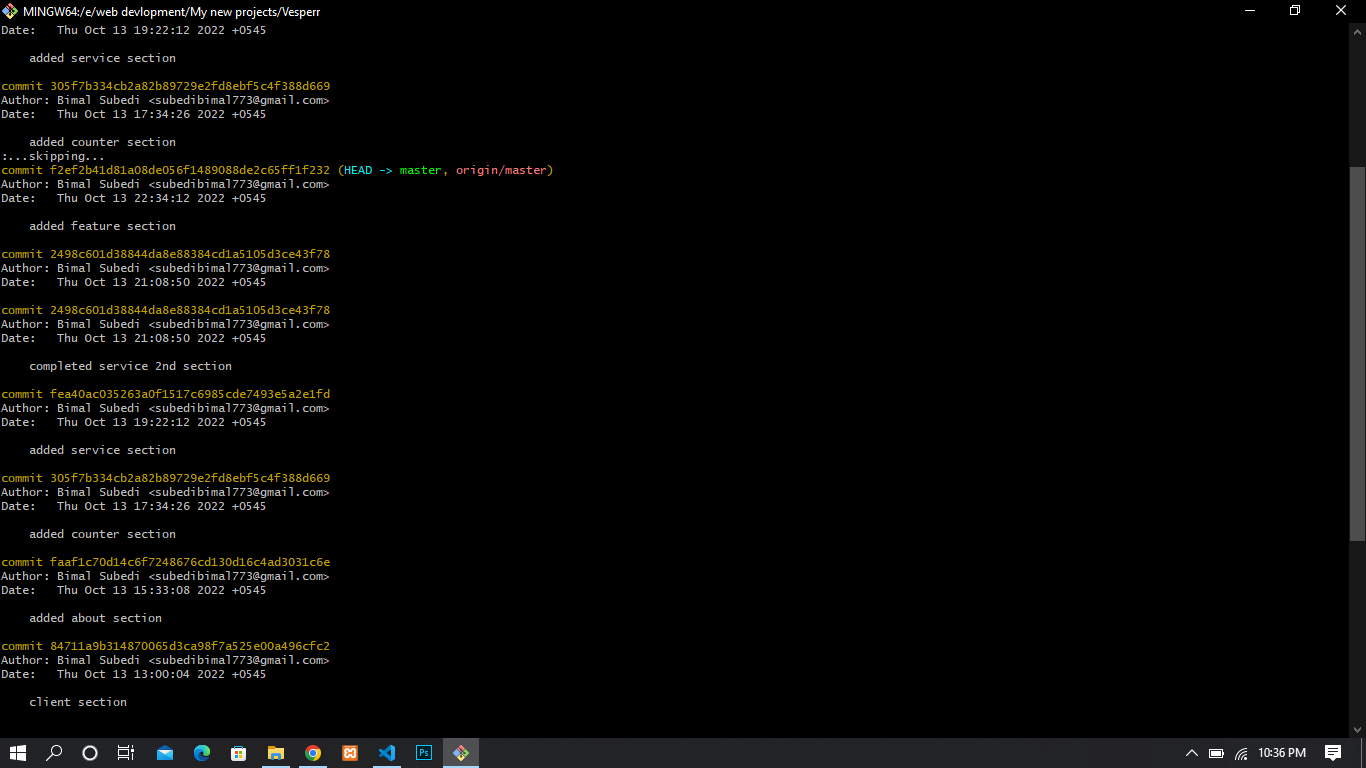 MINGW64:/e/web devlopment/My new projects/Vesperr
Date:   Thu Oct 13 19:22:12 2022 +0545
    added service section
commit 305f7b334cb2a82b89729e2fd8ebf5c4f388d669
Author: Bimal Subedi <subedibimal773@gmail.com>
Date:   Thu Oct 13 17:34:26 2022 +0545
    added counter section
:...skipping...
commit f2ef2b41d81a08de056f1489088de2c65ff1f232 (HEAD -> master, origin/master)
Author: Bimal Subedi <subedibimal773@gmail.com>
Date:   Thu Oct 13 22:34:12 2022 +0545
    added feature section
commit 2498c601d38844da8e88384cd1a5105d3ce43f78
Author: Bimal Subedi <subedibimal773@gmail.com>
Date:   Thu Oct 13 21:08:50 2022 +0545
commit 2498c601d38844da8e88384cd1a5105d3ce43f78
Author: Bimal Subedi <subedibimal773@gmail.com>
Date:   Thu Oct 13 21:08:50 2022 +0545
    completed service 2nd section
commit fea40ac035263a0f1517c6985cde7493e5a2e1fd
Author: Bimal Subedi <subedibimal773@gmail.com>
Date:   Thu Oct 13 19:22:12 2022 +0545
    added service section
commit 305f7b334cb2a82b89729e2fd8ebf5c4f388d669
Author: Bimal Subedi <subedibimal773@gmail.com>
Date:   Thu Oct 13 17:34:26 2022 +0545
    added counter section
commit faaf1c70d14c6f7248676cd130d16c4ad3031c6e
Author: Bimal Subedi <subedibimal773@gmail.com>
Date:   Thu Oct 13 15:33:08 2022 +0545
    added about section
commit 84711a9b314870065d3ca98f7a525e00a496cfc2
Author: Bimal Subedi <subedibimal773@gmail.com>
Date:   Thu Oct 13 13:00:04 2022 +0545
    client section
Ps
10:36 PM